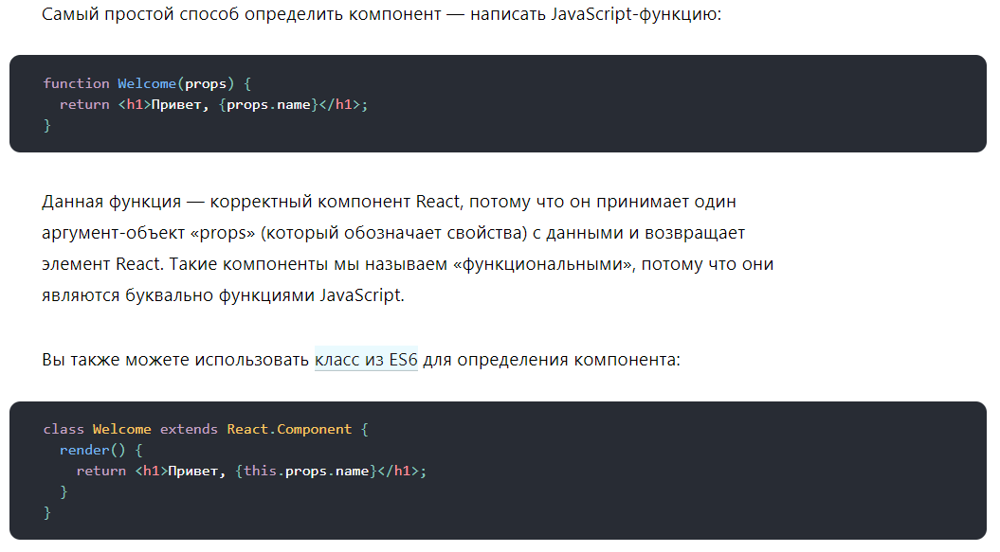 Самый простой способ определить компонент — написать JavaScript-функцию:
function Welcome(props) {
  return <h1>Привет, {props.name}</h1>;
}
Данная функция — корректный компонент React, потому что он принимает один
аргумент-объект «props» (который обозначает свойства) с данными и возвращает
элемент React. Такие компоненты мы называем «функциональными», потому что они
являются буквально функциями JavaScript.
Вы также можете использовать класс из ES6 для определения компонента:
class Welcome extends React.Component {
  render() {
    return <h1>Привет, {this.props.name}</h1>;
  }
}